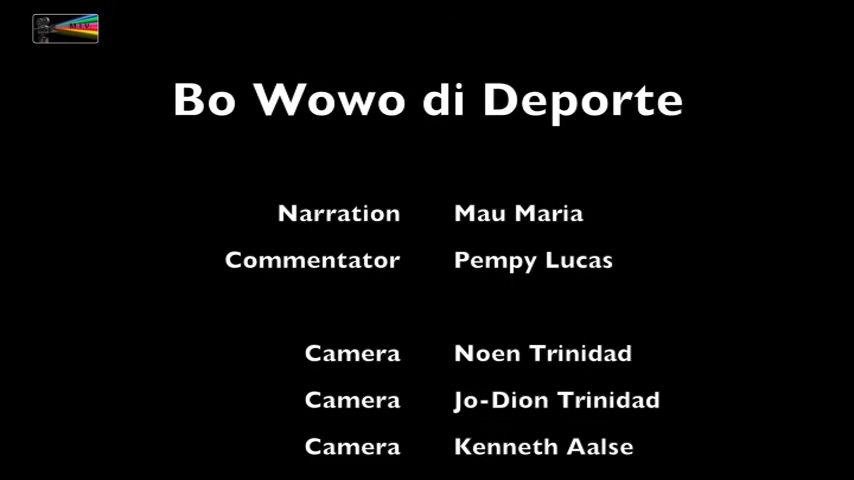 Bo Wowo di Deporte
Narration Mau Maria
Commentator Pempy Lucas
Camera Noen Trinidad
Camera Jo-Dion Trinidad
Camera Kenneth Aalse